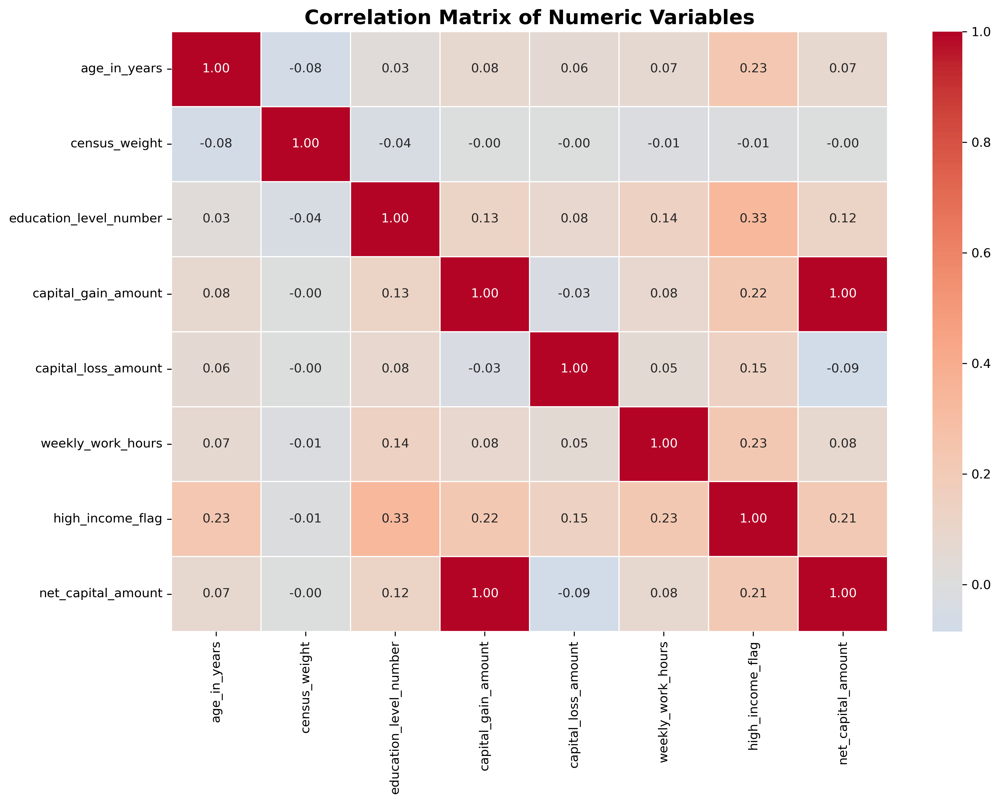 Correlation Matrix of Numeric Variables
age_in_years 1.00 -0.08 0.03 0.08 0.06 0.07 0.23 0.07
census_weight -0.08 1.00 -0.04 -0.00 -0.00 -0.01 -0.01 -0.00
education_level_number 0.03 -0.04 1.00 0.13 0.08 0.14 0.33 0.12
capital_gain_amount 0.08 -0.00 0.13 1.00 -0.03 0.08 0.22 1.00
capital_loss_amount 0.06 -0.00 0.08 -0.03 1.00 0.05 0.15 -0.09
weekly_work_hours 0.07 -0.01 0.14 0.08 0.05 1.00 0.23 0.08
high_income_flag 0.23 -0.01 0.33 0.22 0.15 0.23 1.00 0.21
net_capital_amount 0.07 -0.00 0.12 1.00 -0.09 0.08 0.21 1.00
age_in_years
census_weight
education_level_number
capital_gain_amount
capital_loss_amount
weekly_work_hours
high_income_flag
net_capital_amount
1.0
0.8
0.6
0.4
0.2
0.0